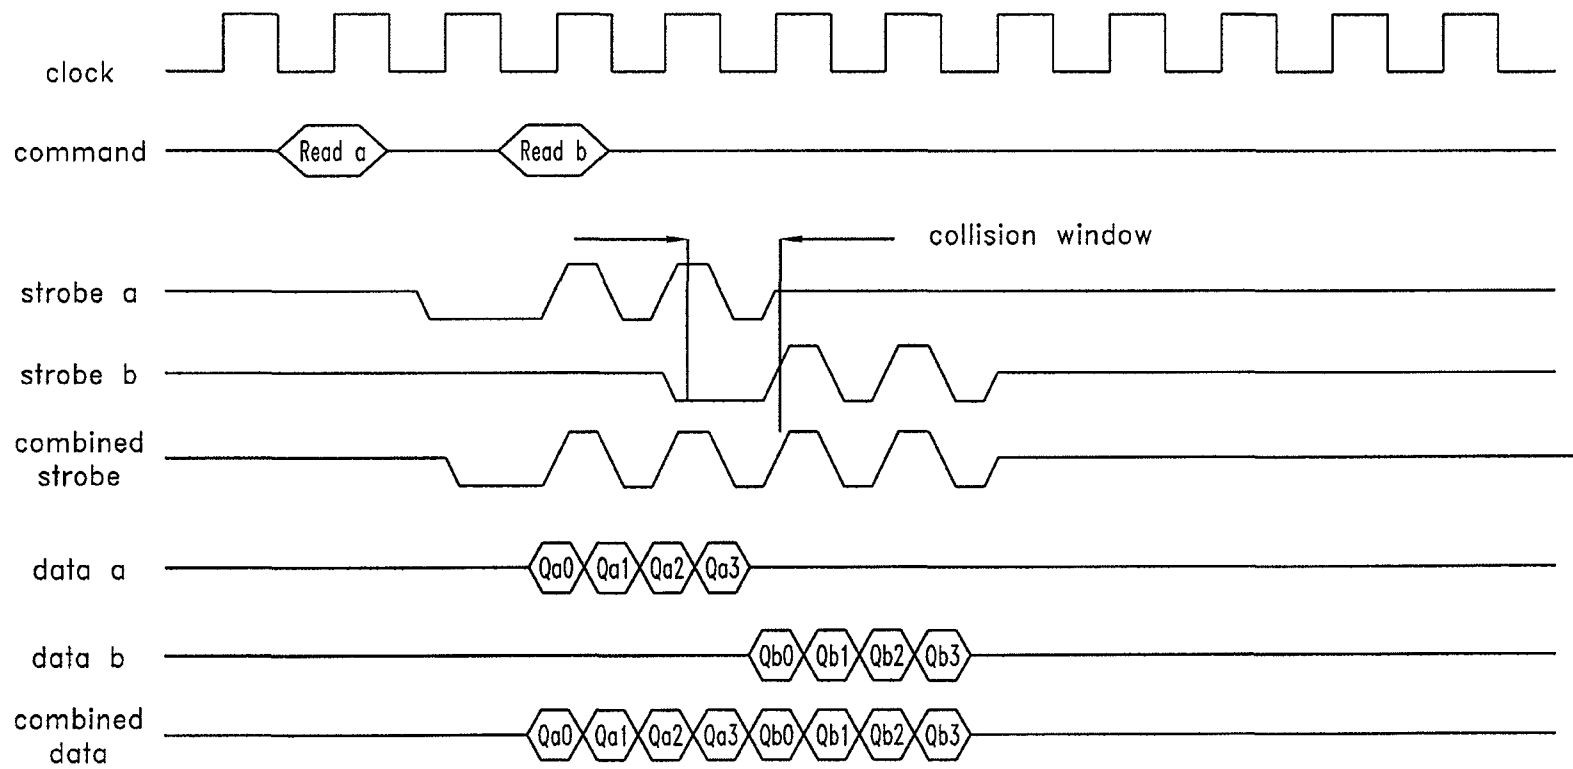 clock
command
Read a
Read b
collision window
strobe a
strobe b
combined
strobe
data a
Qa0 Qa1 Qa2 Qa3
data b
Qb0 Qb1 Qb2 Qb3
combined
data
Qa0 Qa1 Qa2 Qa3 Qb0 Qb1 Qb2 Qb3